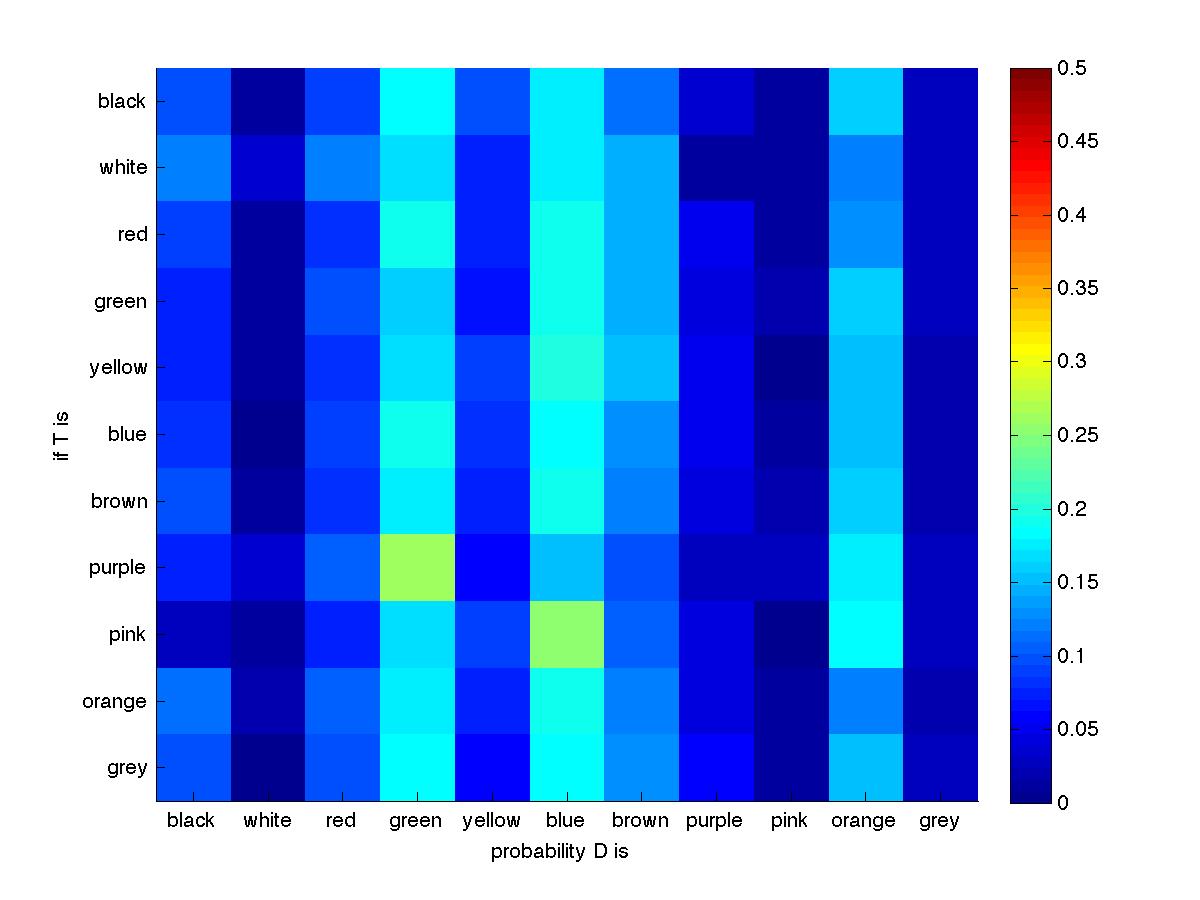 black
white
red
green
yellow
blue
brown
purple
pink
orange
grey
if T is
black white red green yellow blue brown purple pink orange grey
probability D is
0.5
0.45
0.4
0.35
0.3
0.25
0.2
0.15
0.1
0.05
0